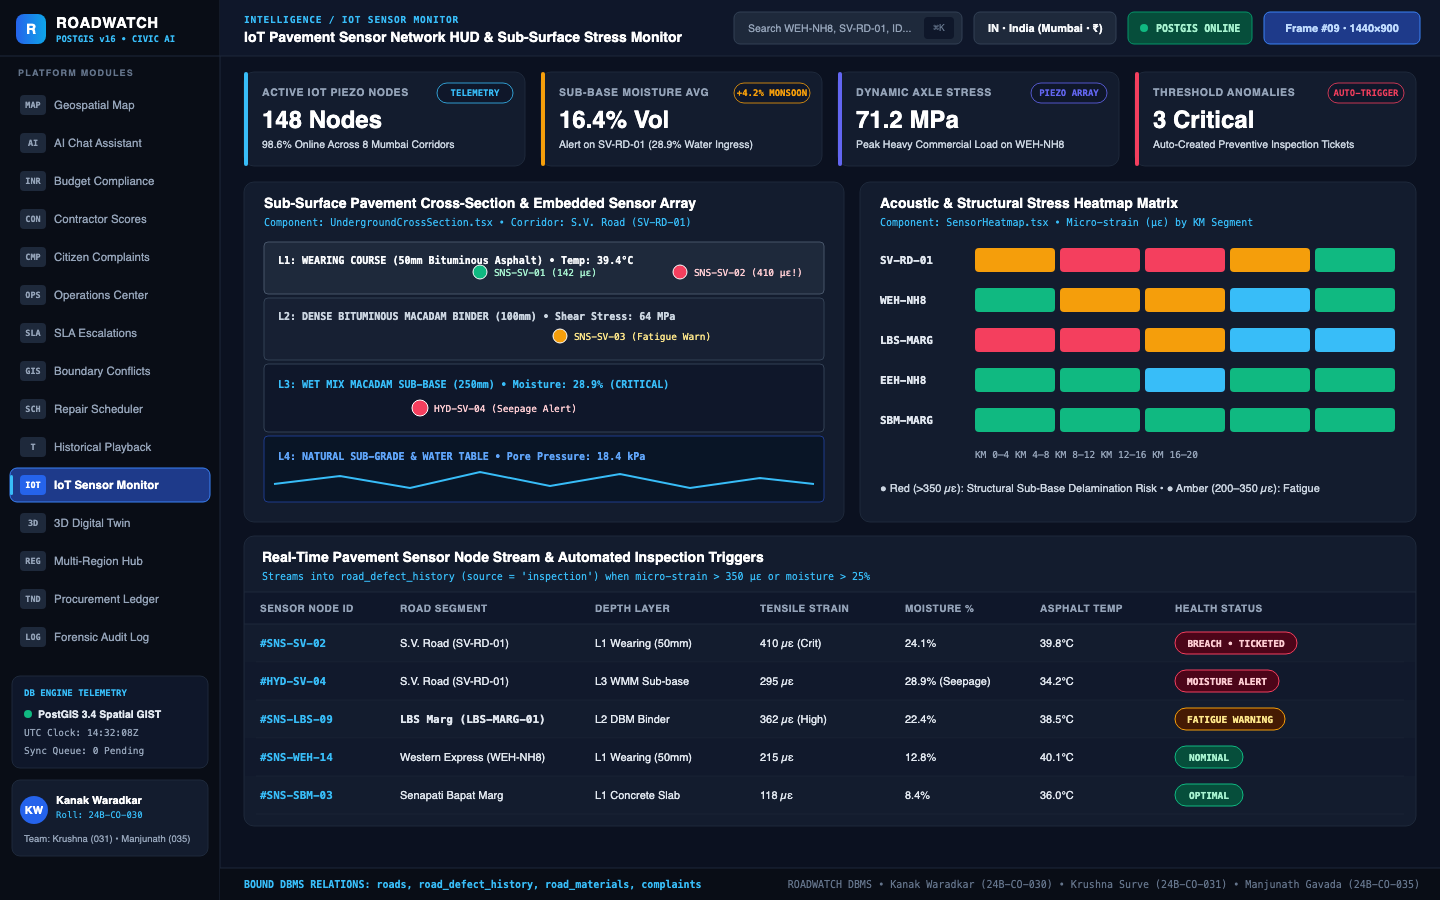 R
ROADWATCH
POSTGIS v16 • CIVIC AI
INTELLIGENCE / IOT SENSOR MONITOR
IoT Pavement Sensor Network HUD & Sub-Surface Stress Monitor
Search WEH-NH8, SV-RD-01, ID... ⌘K
IN • India (Mumbai • ₹)
POSTGIS ONLINE
Frame #09 • 1440×900
PLATFORM MODULES
MAP Geospatial Map
AI AI Chat Assistant
INR Budget Compliance
CON Contractor Scores
CMP Citizen Complaints
OPS Operations Center
SLA SLA Escalations
GIS Boundary Conflicts
SCH Repair Scheduler
T Historical Playback
IOT IoT Sensor Monitor
3D 3D Digital Twin
REG Multi-Region Hub
TND Procurement Ledger
LOG Forensic Audit Log
DB ENGINE TELEMETRY
PostGIS 3.4 Spatial GIST
UTC Clock: 14:32:08Z
Sync Queue: 0 Pending
KW
Kanak Waradkar
Roll: 24B-CO-030
Team: Krushna (031) • Manjunath (035)
ACTIVE IOT PIEZO NODES TELEMETRY
148 Nodes
98.6% Online Across 8 Mumbai Corridors
SUB-BASE MOISTURE AVG +4.2% MONSOON
16.4% Vol
Alert on SV-RD-01 (28.9% Water Ingress)
DYNAMIC AXLE STRESS PIEZO ARRAY
71.2 MPa
Peak Heavy Commercial Load on WEH-NH8
THRESHOLD ANOMALIES AUTO-TRIGGER
3 Critical
Auto-Created Preventive Inspection Tickets
Sub-Surface Pavement Cross-Section & Embedded Sensor Array
Component: UndergroundCrossSection.tsx • Corridor: S.V. Road (SV-RD-01)
L1: WEARING COURSE (50mm Bituminous Asphalt) • Temp: 39.4°C
SNS-SV-01 (142 µε) SNS-SV-02 (410 µε!)
L2: DENSE BITUMINOUS MACADAM BINDER (100mm) • Shear Stress: 64 MPa
SNS-SV-03 (Fatigue Warn)
L3: WET MIX MACADAM SUB-BASE (250mm) • Moisture: 28.9% (CRITICAL)
HYD-SV-04 (Seepage Alert)
L4: NATURAL SUB-GRADE & WATER TABLE • Pore Pressure: 18.4 kPa
Acoustic & Structural Stress Heatmap Matrix
Component: SensorHeatmap.tsx • Micro-strain (µε) by KM Segment
SV-RD-01
WEH-NH8
LBS-MARG
EEH-NH8
SBM-MARG
KM 0-4 KM 4-8 KM 8-12 KM 12-16 KM 16-20
● Red (>350 µε): Structural Sub-Base Delamination Risk • ● Amber (200–350 µε): Fatigue
Real-Time Pavement Sensor Node Stream & Automated Inspection Triggers
Streams into road_defect_history (source = 'inspection') when micro-strain > 350 µε or moisture > 25%
SENSOR NODE ID ROAD SEGMENT DEPTH LAYER TENSILE STRAIN MOISTURE % ASPHALT TEMP HEALTH STATUS
#SNS-SV-02 S.V. Road (SV-RD-01) L1 Wearing (50mm) 410 µε (Crit) 24.1% 39.8°C BREACH • TICKETED
#HYD-SV-04 S.V. Road (SV-RD-01) L3 WMM Sub-base 295 µε 28.9% (Seepage) 34.2°C MOISTURE ALERT
#SNS-LBS-09 LBS Marg (LBS-MARG-01) L2 DBM Binder 362 µε (High) 22.4% 38.5°C FATIGUE WARNING
#SNS-WEH-14 Western Express (WEH-NH8) L1 Wearing (50mm) 215 µε 12.8% 40.1°C NOMINAL
#SNS-SBM-03 Senapati Bapat Marg L1 Concrete Slab 118 µε 8.4% 36.0°C OPTIMAL
BOUND DBMS RELATIONS: roads, road_defect_history, road_materials, complaints
ROADWATCH DBMS • Kanak Waradkar (24B-CO-030) • Krushna Surve (24B-CO-031) • Manjunath Gavada (24B-CO-035)